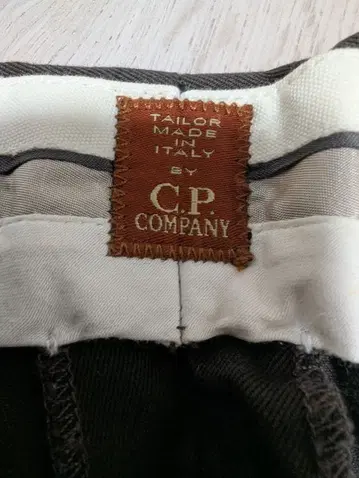 TAILOR
MADE
IN
ITALY
BY
C.P.
COMPANY